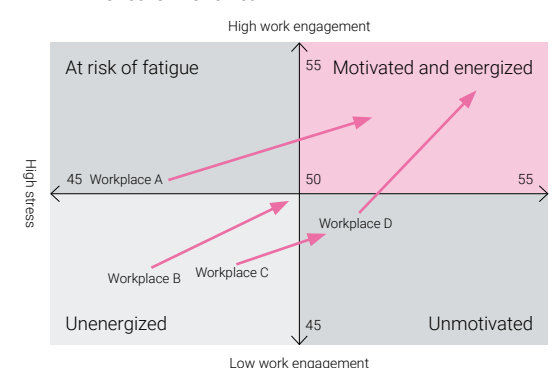 High work engagement
At risk of fatigue
55
Motivated and energized
45
Workplace A
50
55
High stress
Workplace D
Workplace B
Workplace C
Unenergized
45
Unmotivated
Low work engagement